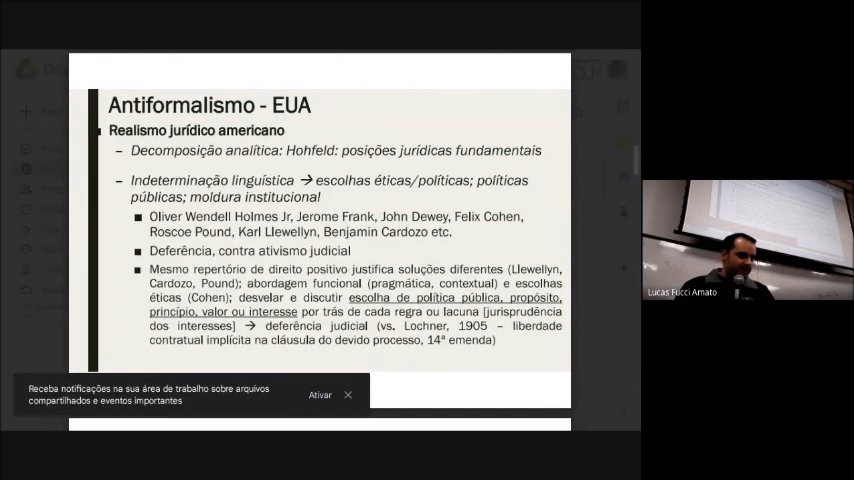 Antiformalismo - EUA
Realismo jurídico americano
– Decomposição analítica: Hohfeld: posições jurídicas fundamentais
– Indeterminação linguística → escolhas éticas/políticas; políticas
públicas; moldura institucional
■ Oliver Wendell Holmes Jr, Jerome Frank, John Dewey, Felix Cohen,
Roscoe Pound, Karl Llewellyn, Benjamin Cardozo etc.
■ Deferência, contra ativismo judicial
■ Mesmo repertório de direito positivo justifica soluções diferentes (Llewellyn,
Cardozo, Pound); abordagem funcional (pragmática, contextual) e escolhas
éticas (Cohen); desvelar e discutir escolha de política pública, propósito,
princípio, valor ou interesse por trás de cada regra ou lacuna [jurisprudência
dos interesses] → deferência judicial (vs. Lochner, 1905 – liberdade
contratual implícita na cláusula do devido processo, 14ª emenda)
Receba notificações na sua área de trabalho sobre arquivos
compartilhados e eventos importantes
Ativar
Lucas Fucci Amato